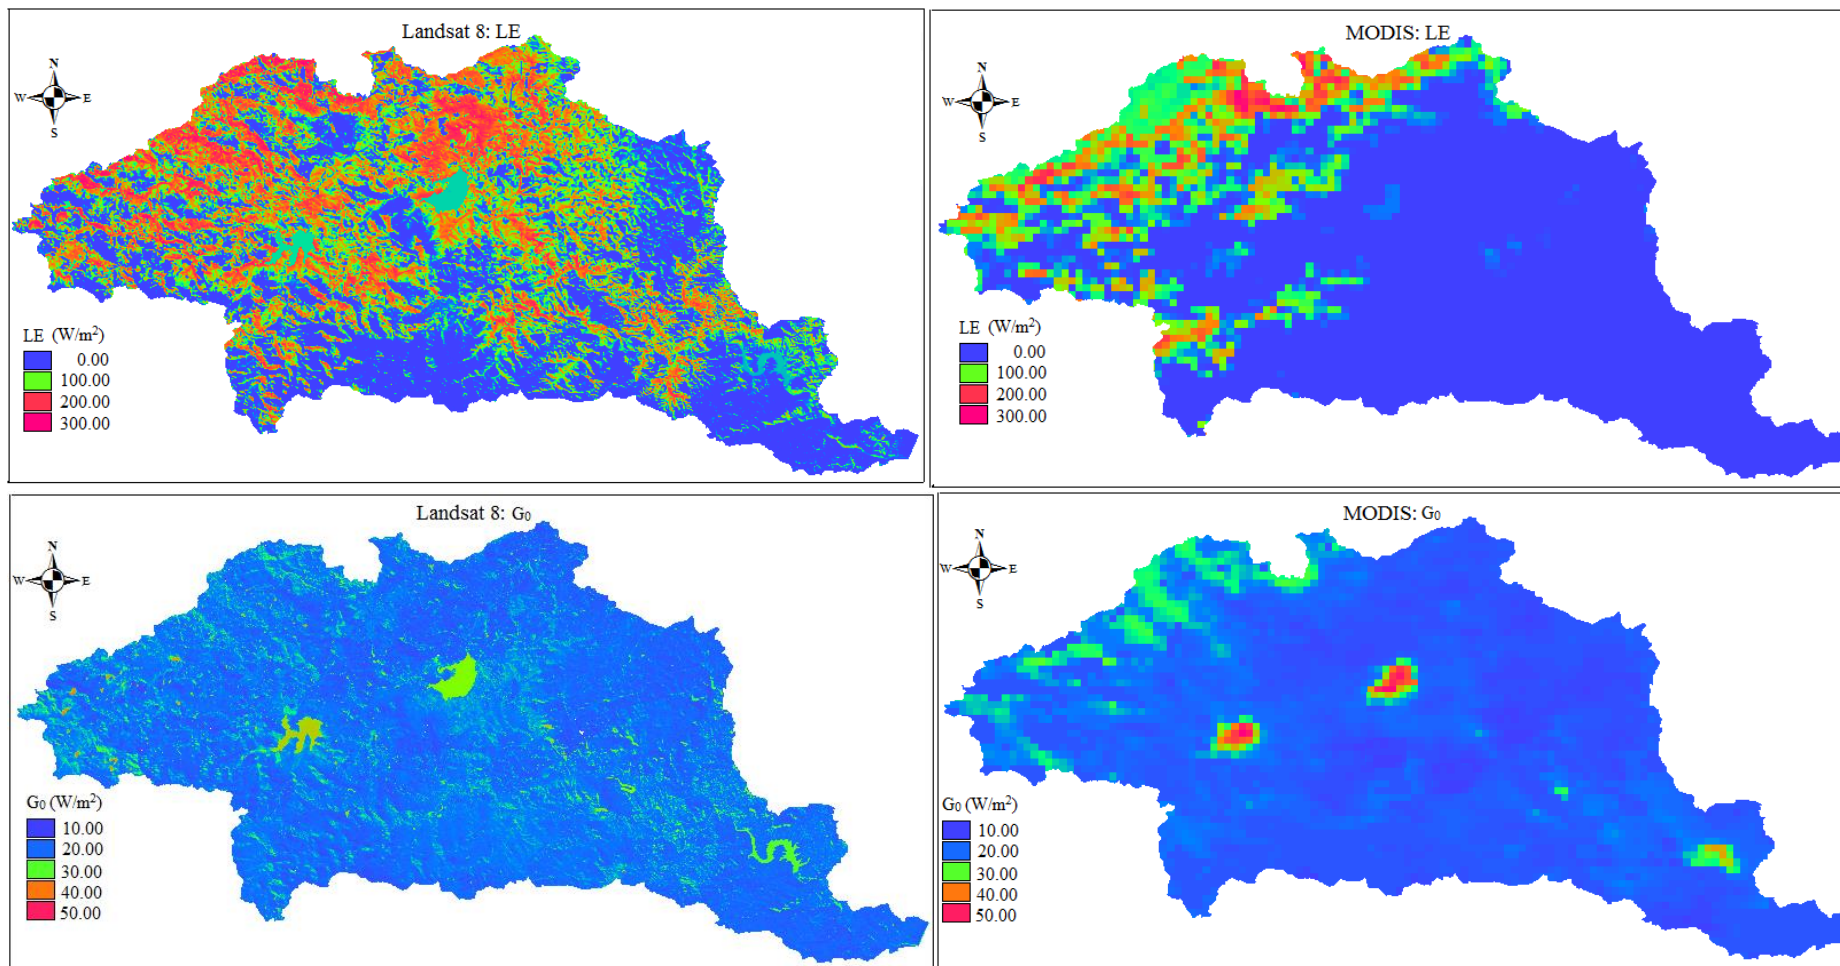 Landsat 8: LE
N
W E
S
LE (W/m²)
0.00
100.00
200.00
300.00
MODIS: LE
N
W E
S
LE (W/m²)
0.00
100.00
200.00
300.00
Landsat 8: G₀
N
W E
S
G₀ (W/m²)
10.00
20.00
30.00
40.00
50.00
MODIS: G₀
N
W E
S
G₀ (W/m²)
10.00
20.00
30.00
40.00
50.00